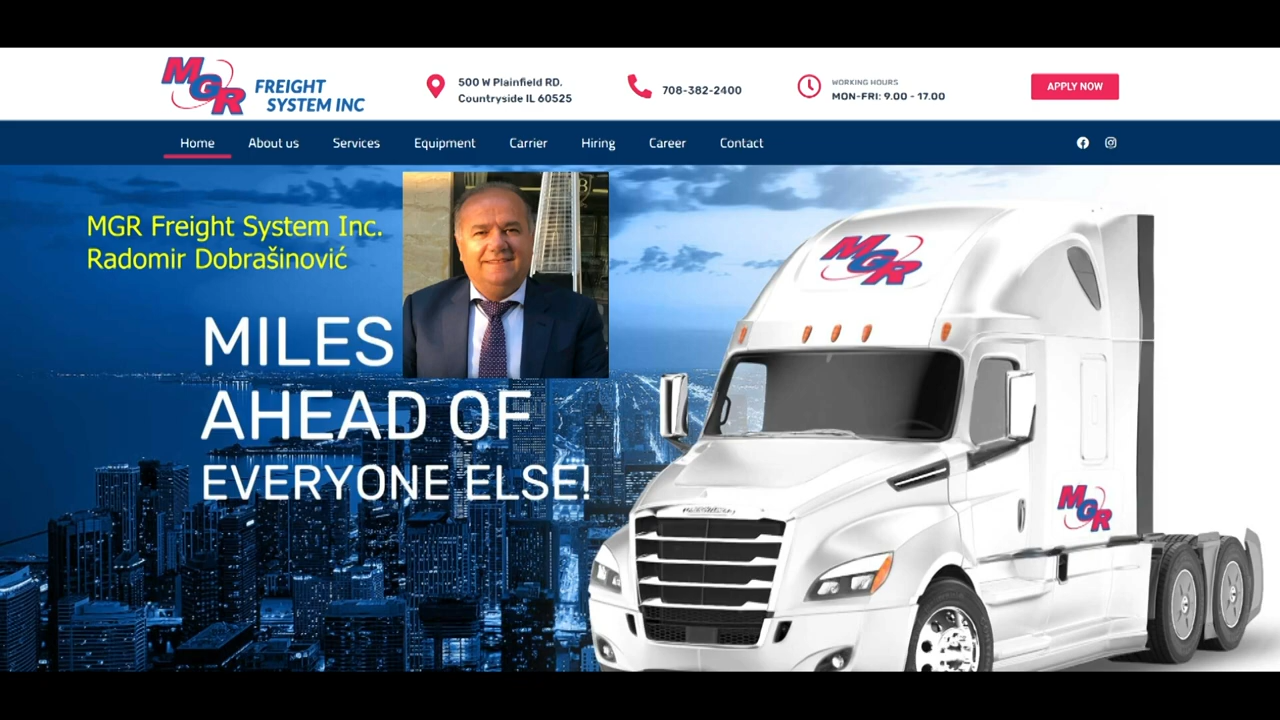 MGR
FREIGHT
SYSTEM INC
500 W Plainfield RD.
Countryside IL 60525
708-382-2400
WORKING HOURS
MON-FRI: 9.00 - 17.00
APPLY NOW
Home About us Services Equipment Carrier Hiring Career Contact
MGR Freight System Inc.
Radomir Dobrašinović
MILES
AHEAD OF
EVERYONE ELSE!
MGR
MGR